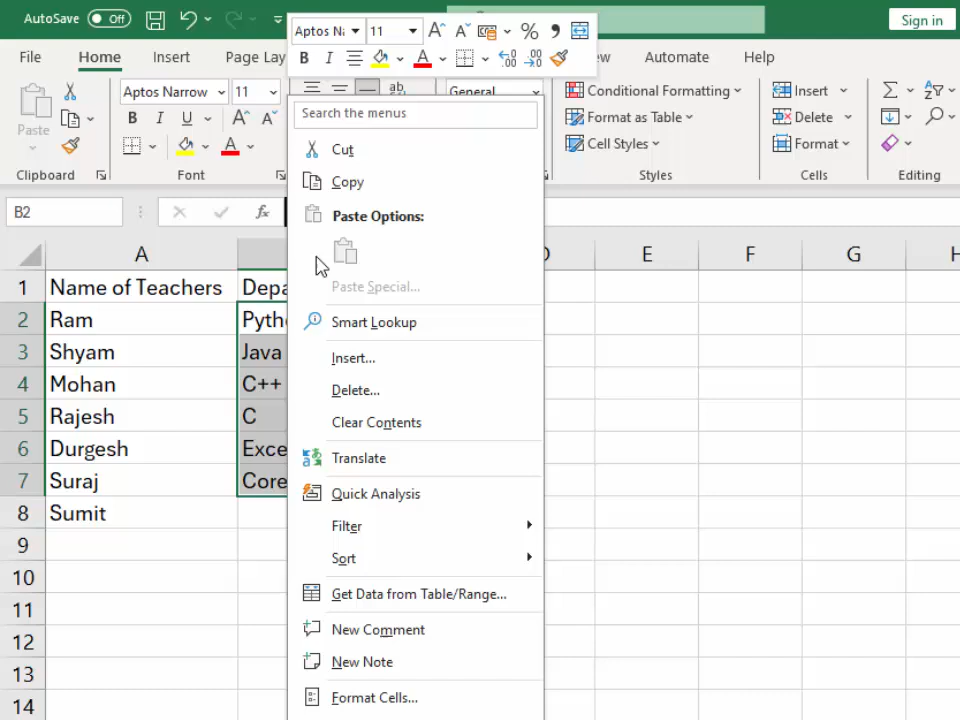 AutoSave Off
Sign in
Aptos Na 11 A A %
B I A
File Home Insert Page Lay ew Automate Help
Paste
Aptos Narrow 11
B I U A A
A
ab
General
Conditional Formatting
Format as Table
Cell Styles
Insert
Delete
Format
Clipboard Font Styles Cells Editing
B2 fx
Search the menus
Cut
Copy
Paste Options:
Paste Special...
Smart Lookup
Insert...
Delete...
Clear Contents
Translate
Quick Analysis
Filter
Sort
Get Data from Table/Range...
New Comment
New Note
Format Cells...
A D E F G H
1 Name of Teachers Depa
2 Ram Pytho
3 Shyam Java
4 Mohan C++
5 Rajesh C
6 Durgesh Exce
7 Suraj Core
8 Sumit
9
10
11
12
13
14